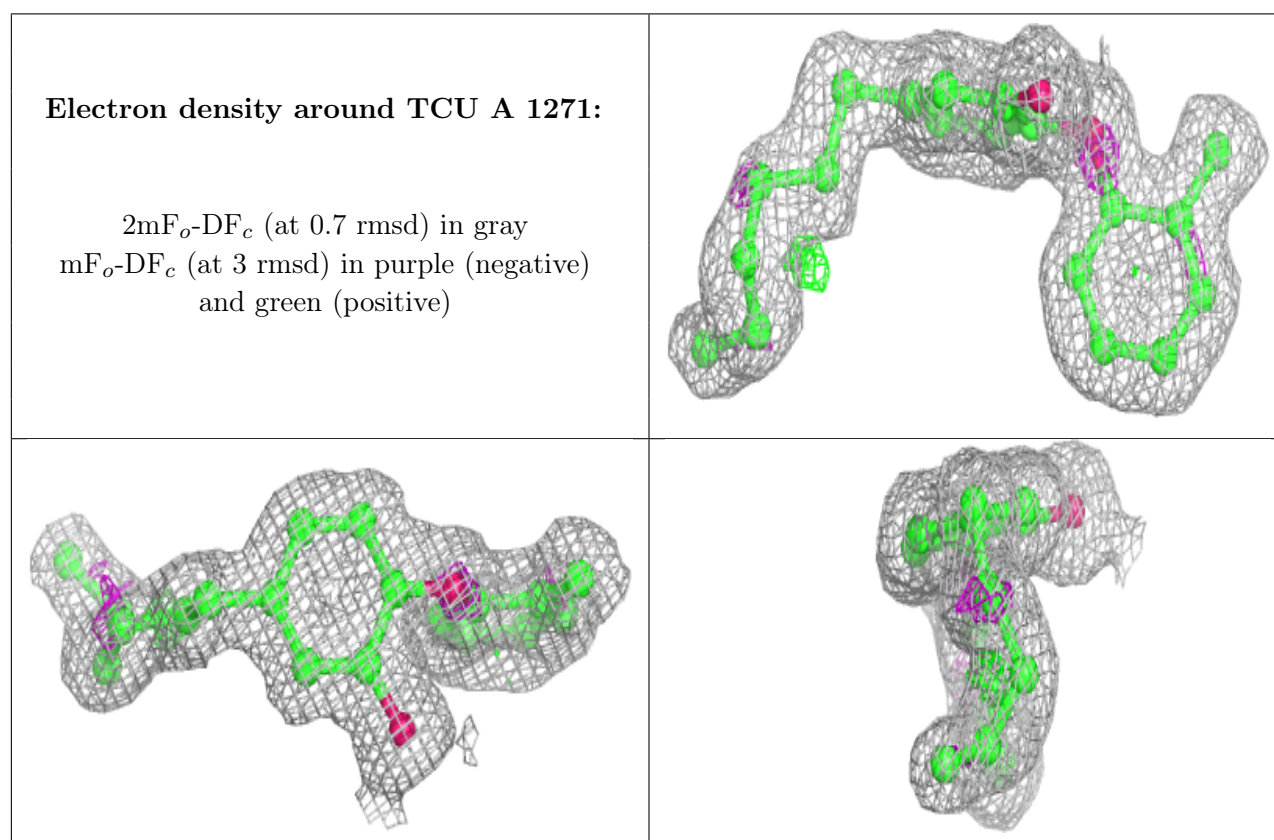 Electron density around TCU A 1271:
2mFo-DFc (at 0.7 rmsd) in gray
mFo-DFc (at 3 rmsd) in purple (negative)
and green (positive)